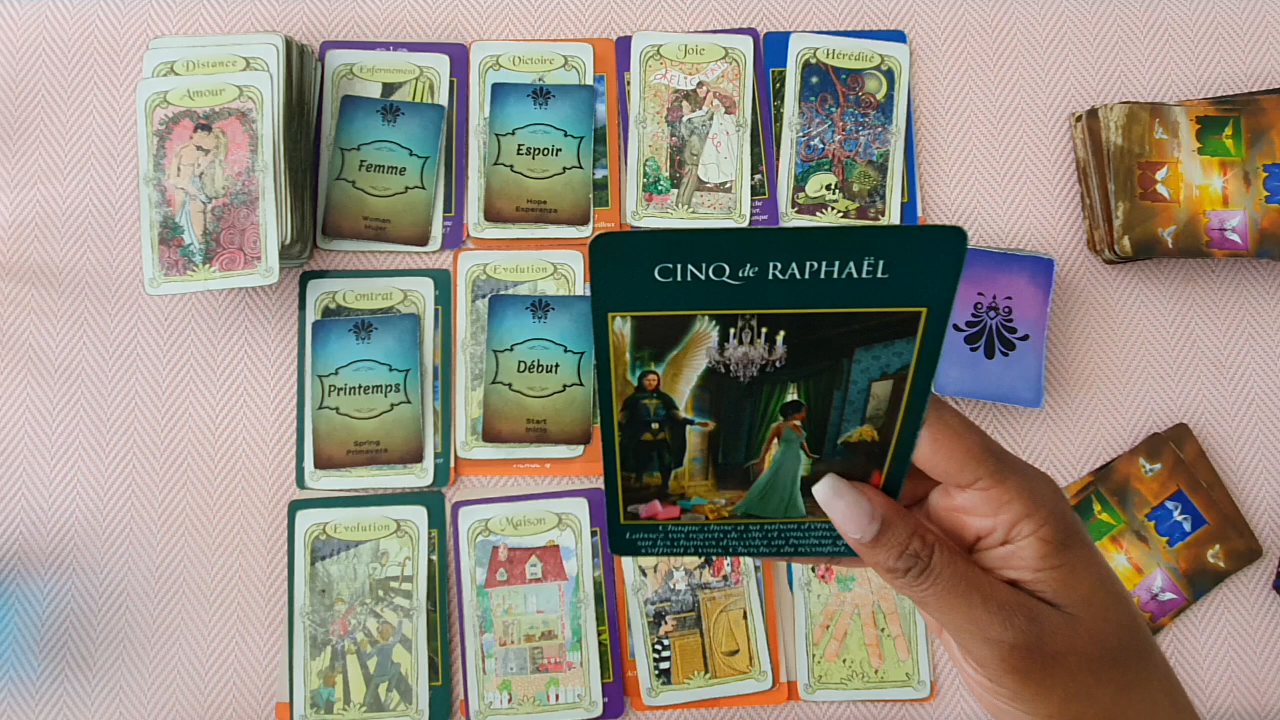 Distance
Amour
Enfermement
Femme
Woman
Mujer
Victoire
Espoir
Hope
Esperanza
Joie
Hérédité
Contrat
Printemps
Spring
Primavera
Evolution
Début
Start
Inicio
CINQ de RAPHAËL
Chaque chose a sa raison d'être.
Laissez vos regrets de côté et concentrez
sur les chances d'accéder au bonheur qu
s'offrent à vous. Cherchez du réconfort.
Evolution
Maison